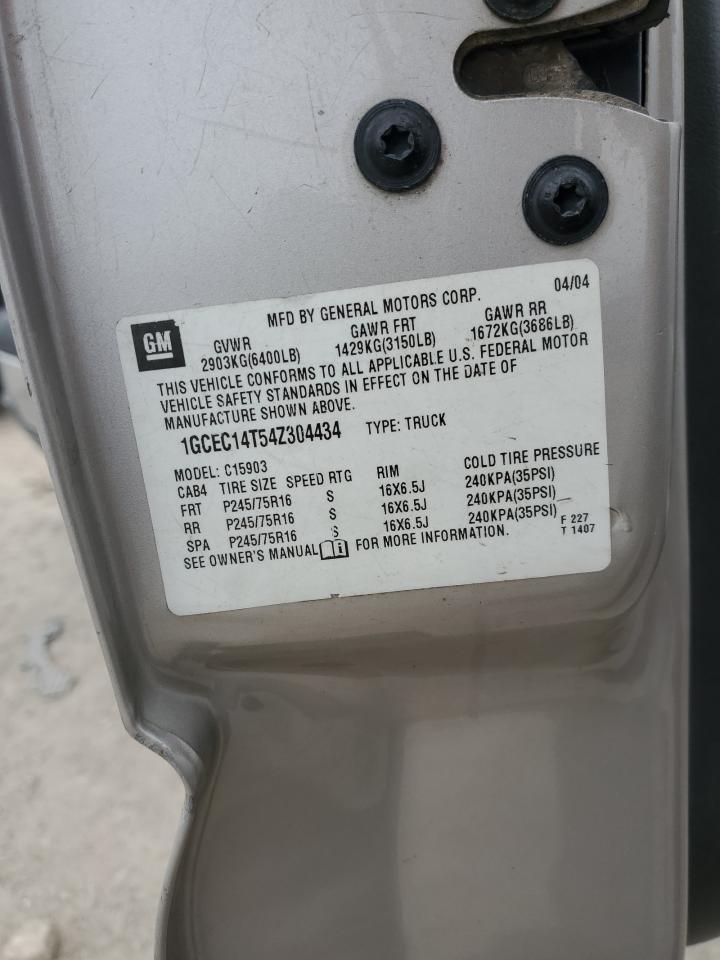 GM
MFD BY GENERAL MOTORS CORP. 04/04
GVWR GAWR FRT GAWR RR
2903KG(6400LB) 1429KG(3150LB) 1672KG(3686LB)
THIS VEHICLE CONFORMS TO ALL APPLICABLE U.S. FEDERAL MOTOR
VEHICLE SAFETY STANDARDS IN EFFECT ON THE DATE OF
MANUFACTURE SHOWN ABOVE.
1GCEC14T54Z304434 TYPE: TRUCK
MODEL: C15903
CAB4 TIRE SIZE SPEED RTG RIM COLD TIRE PRESSURE
FRT P245/75R16 S 16X6.5J 240KPA(35PSI)
RR P245/75R16 S 16X6.5J 240KPA(35PSI)
SPA P245/75R16 S 16X6.5J 240KPA(35PSI)
SEE OWNER'S MANUAL i FOR MORE INFORMATION.
F 227
T 1407